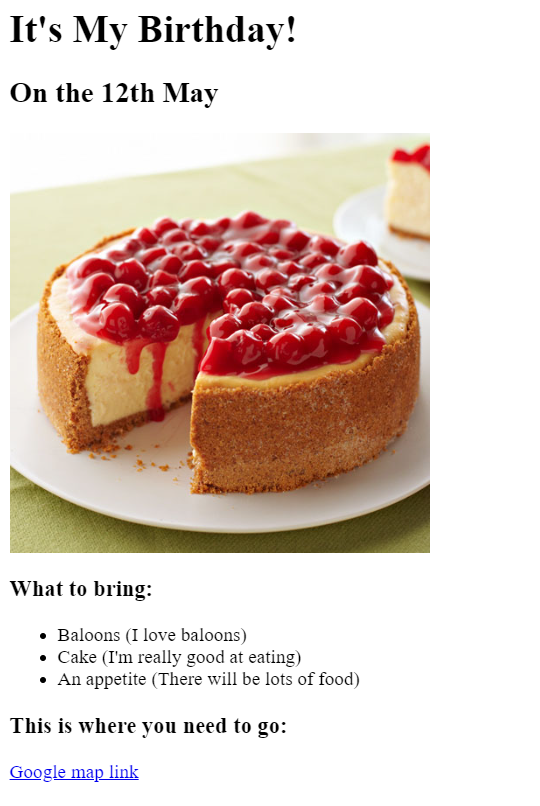 It's My Birthday!
On the 12th May
What to bring:
Baloons (I love baloons)
Cake (I'm really good at eating)
An appetite (There will be lots of food)
This is where you need to go:
Google map link